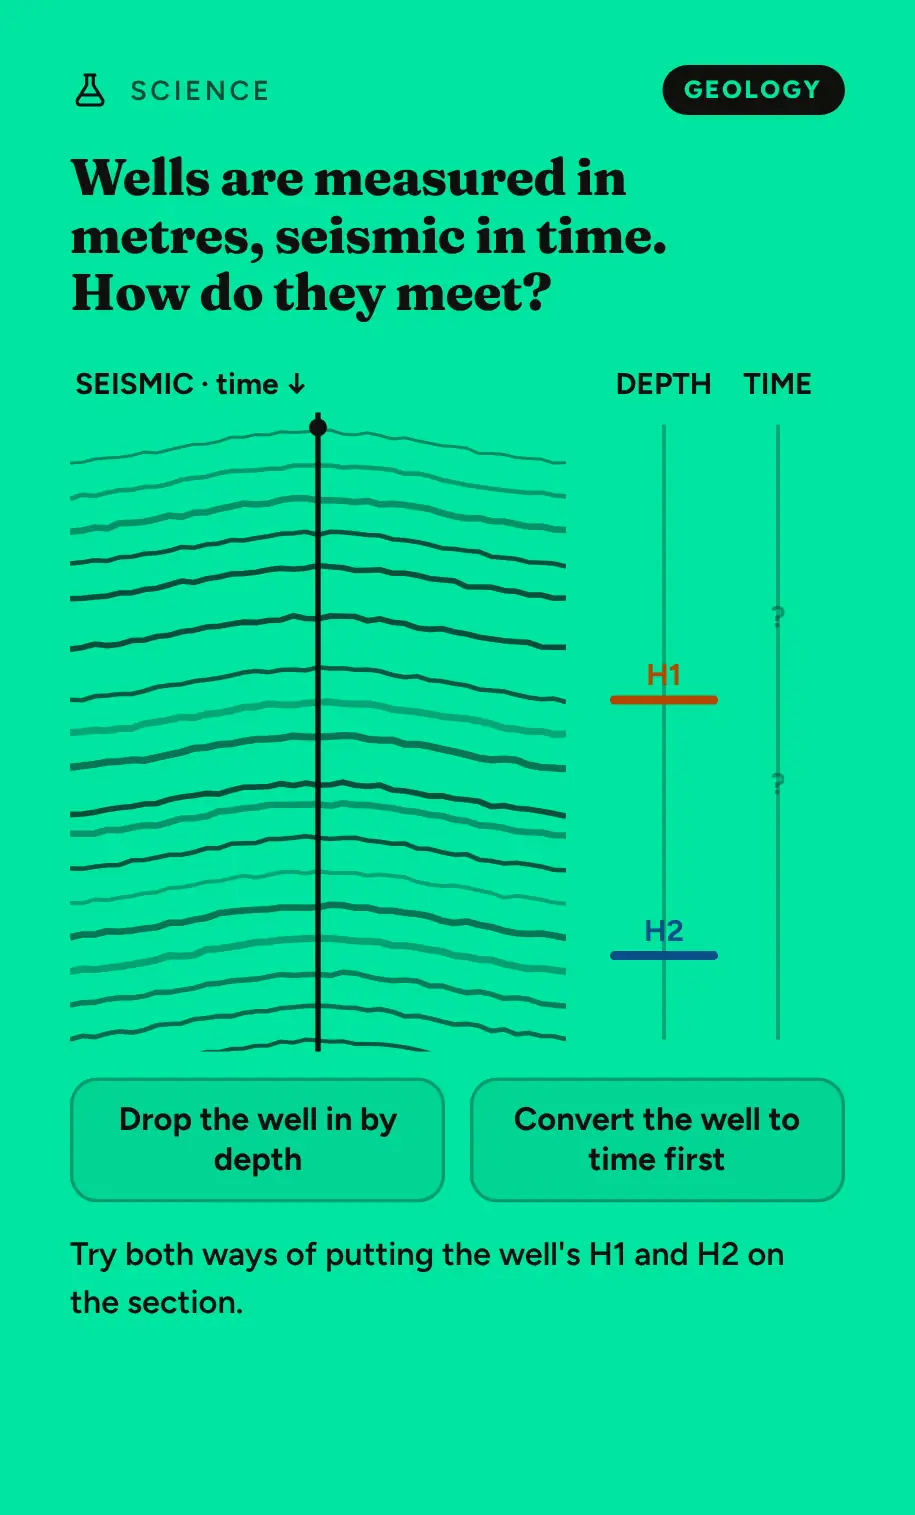 SCIENCE
GEOLOGY
Wells are measured in
metres, seismic in time.
How do they meet?
SEISMIC · time ↓
DEPTH
TIME
?
H1
?
H2
Drop the well in by
depth
Convert the well to
time first
Try both ways of putting the well's H1 and H2 on
the section.